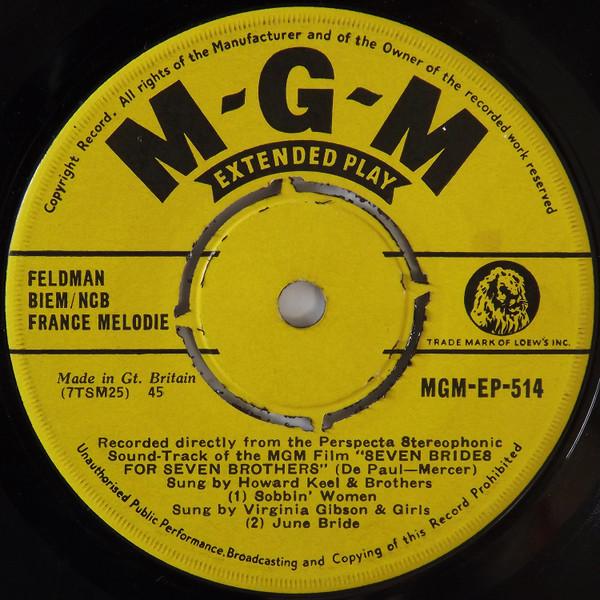 Copyright Record. All rights of the Manufacturer and of the Owner of the recorded work reserved
M-G-M
EXTENDED PLAY
FELDMAN
BIEM/NCB
FRANCE MELODIE
TRADE MARK OF LOEW'S INC.
Made in Gt. Britain
(7TSM25) 45
MGM-EP-514
Recorded directly from the Perspecta Stereophonic
Sound-Track of the MGM Film "SEVEN BRIDES
FOR SEVEN BROTHERS" (De Paul—Mercer)
Sung by Howard Keel & Brothers
(1) Sobbin' Women
Sung by Virginia Gibson & Girls
(2) June Bride
Unauthorised Public Performance, Broadcasting and Copying of this Record Prohibited